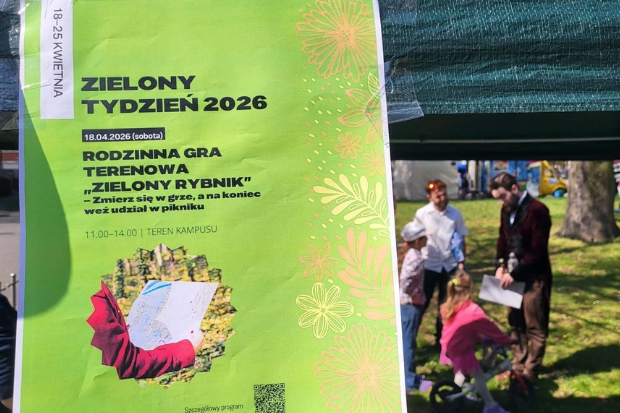 18–25 KWIETNIA
ZIELONY
TYDZIEŃ 2026
18.04.2026 (sobota)
RODZINNA GRA
TERENOWA
„ZIELONY RYBNIK”
– Zmierz się w grze, a na koniec
weź udział w pikniku
11:00–14:00 | TEREN KAMPUSU
Szczegółowy program